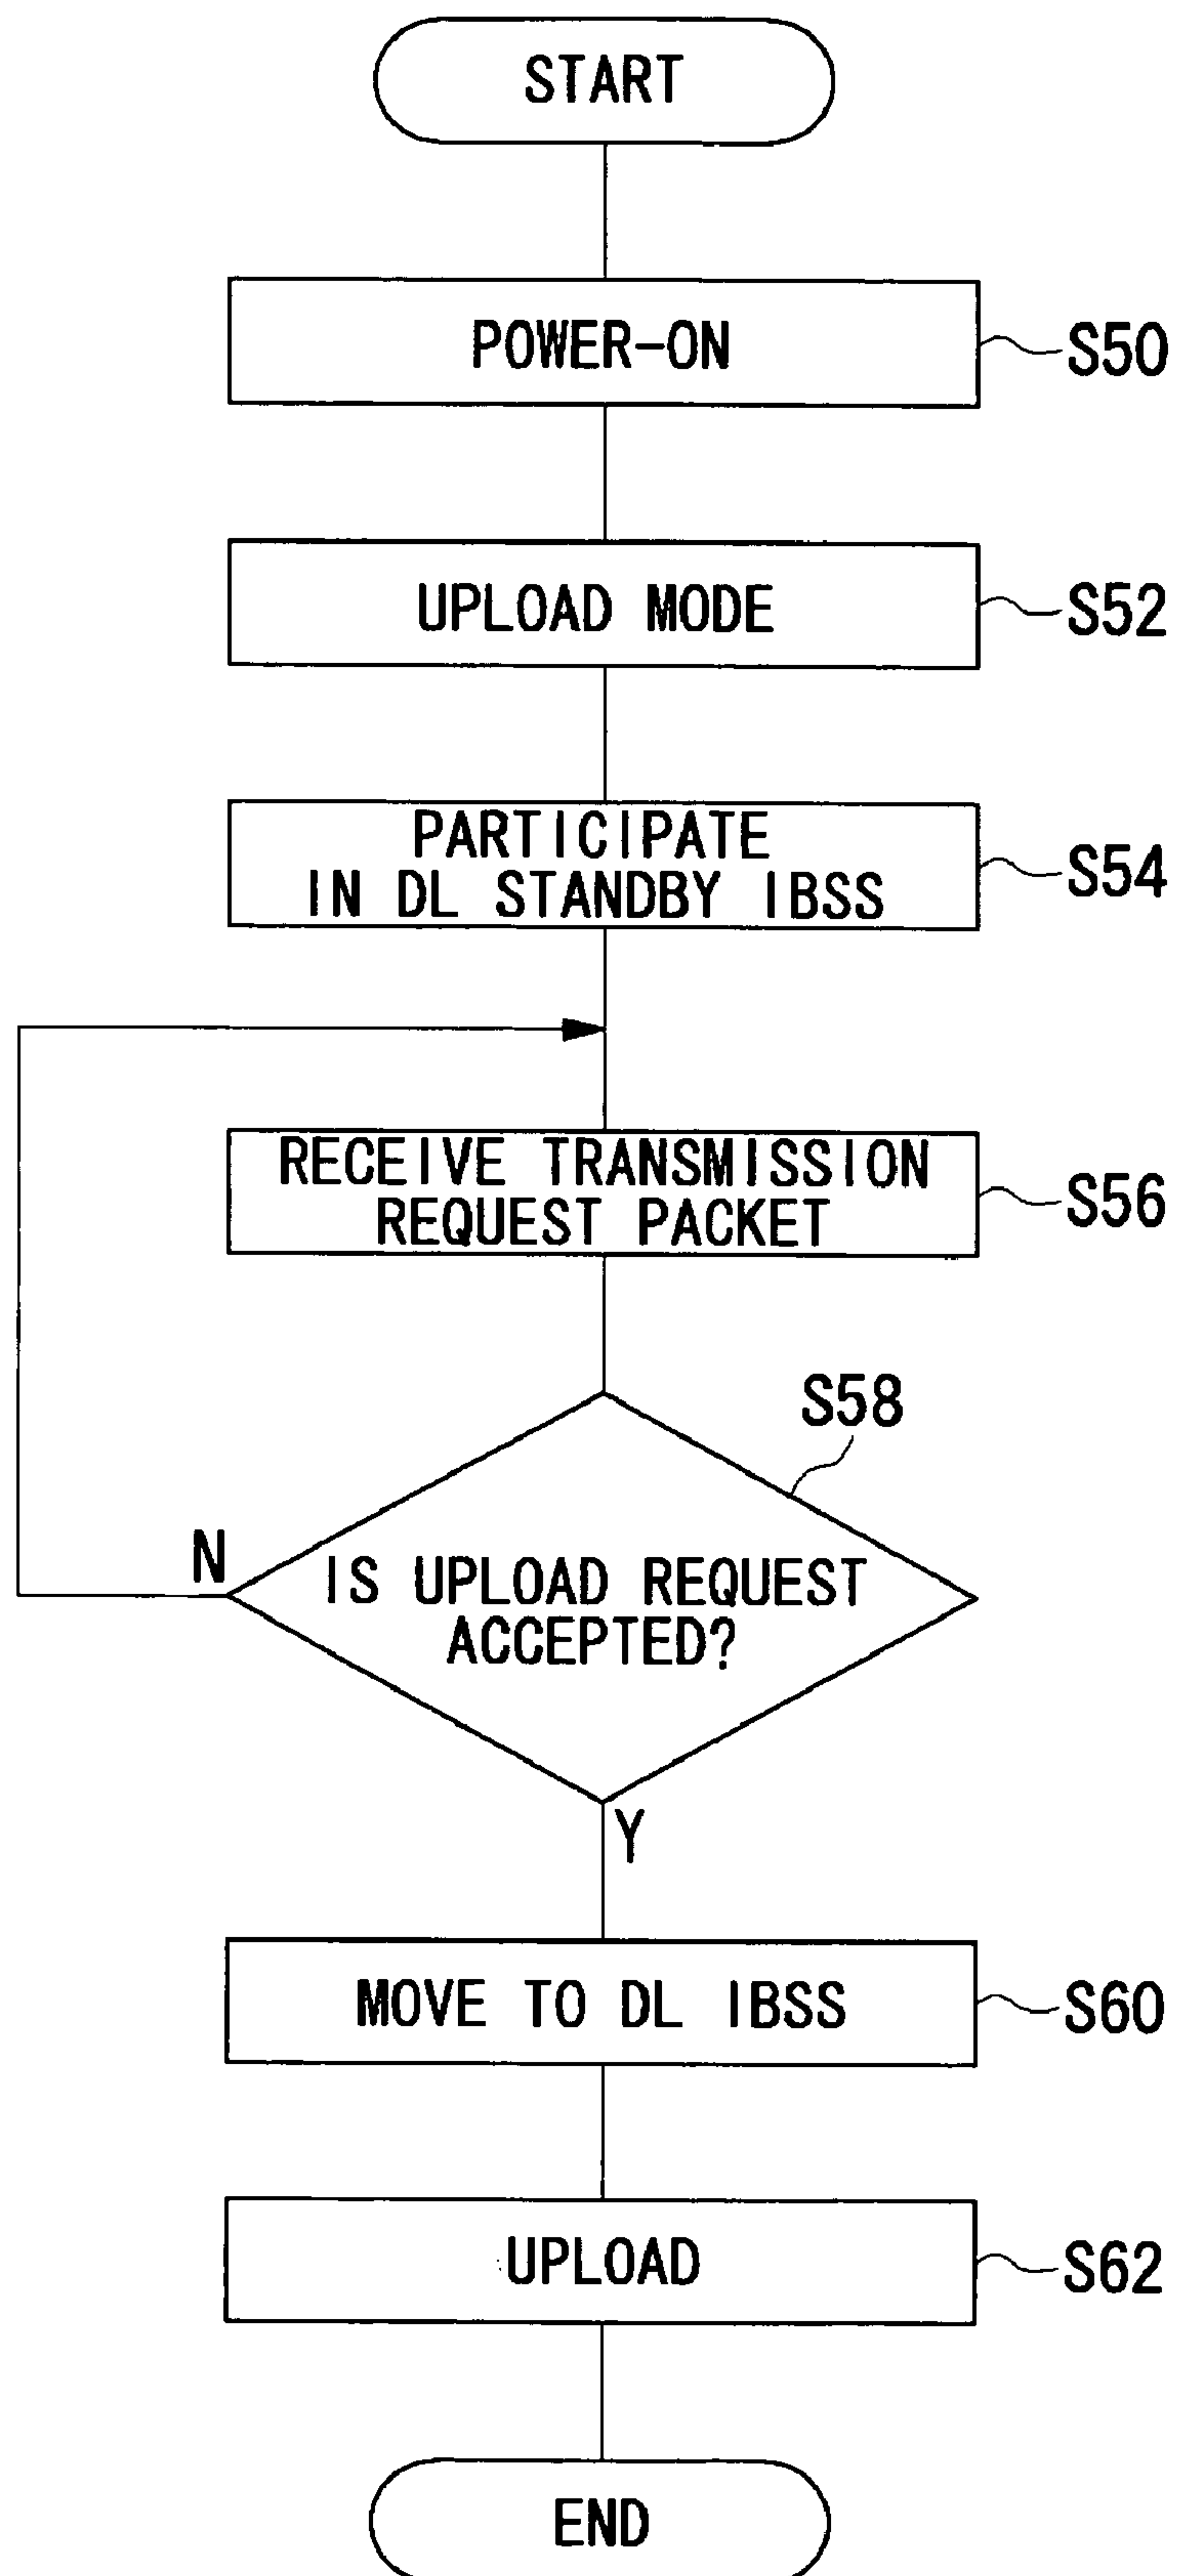 START
POWER-ON
S50
UPLOAD MODE
S52
PARTICIPATE
IN DL STANDBY IBSS
S54
RECEIVE TRANSMISSION
REQUEST PACKET
S56
S58
N
IS UPLOAD REQUEST
ACCEPTED?
Y
MOVE TO DL IBSS
S60
UPLOAD
S62
END